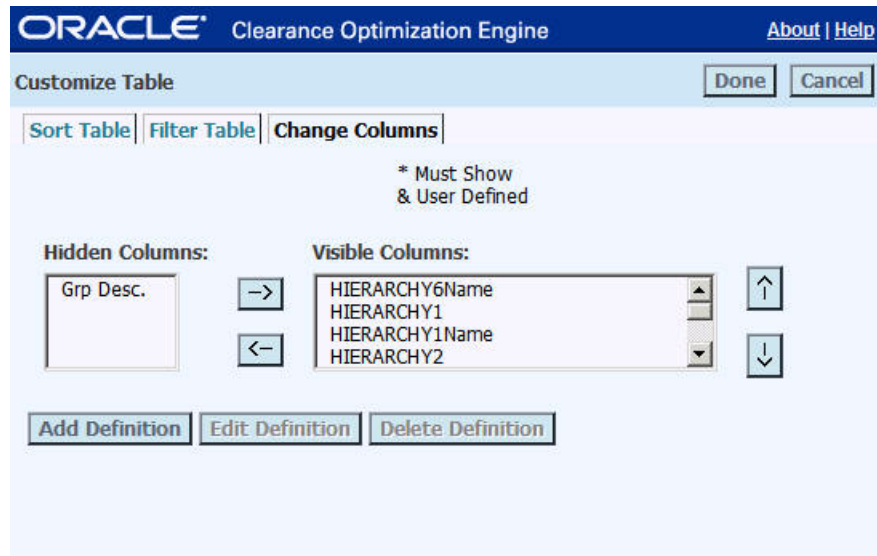 ORACLE® Clearance Optimization Engine About | Help
Customize Table Done Cancel
Sort Table Filter Table Change Columns
* Must Show
& User Defined
Hidden Columns: Visible Columns:
Grp Desc. --> HIERARCHY6Name
HIERARCHY1
HIERARCHY1Name
<-- HIERARCHY2
Add Definition Edit Definition Delete Definition